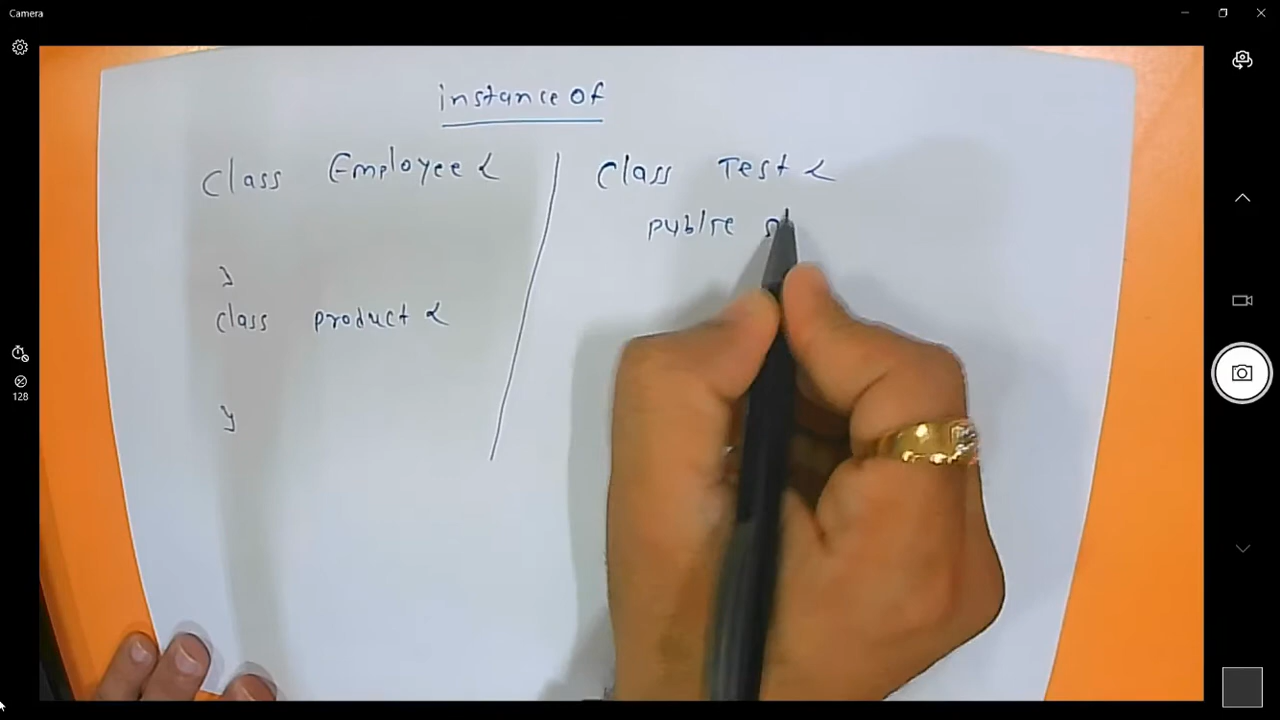 Camera
instance of
class Employee {
}
class product {
}
class Test {
public
128